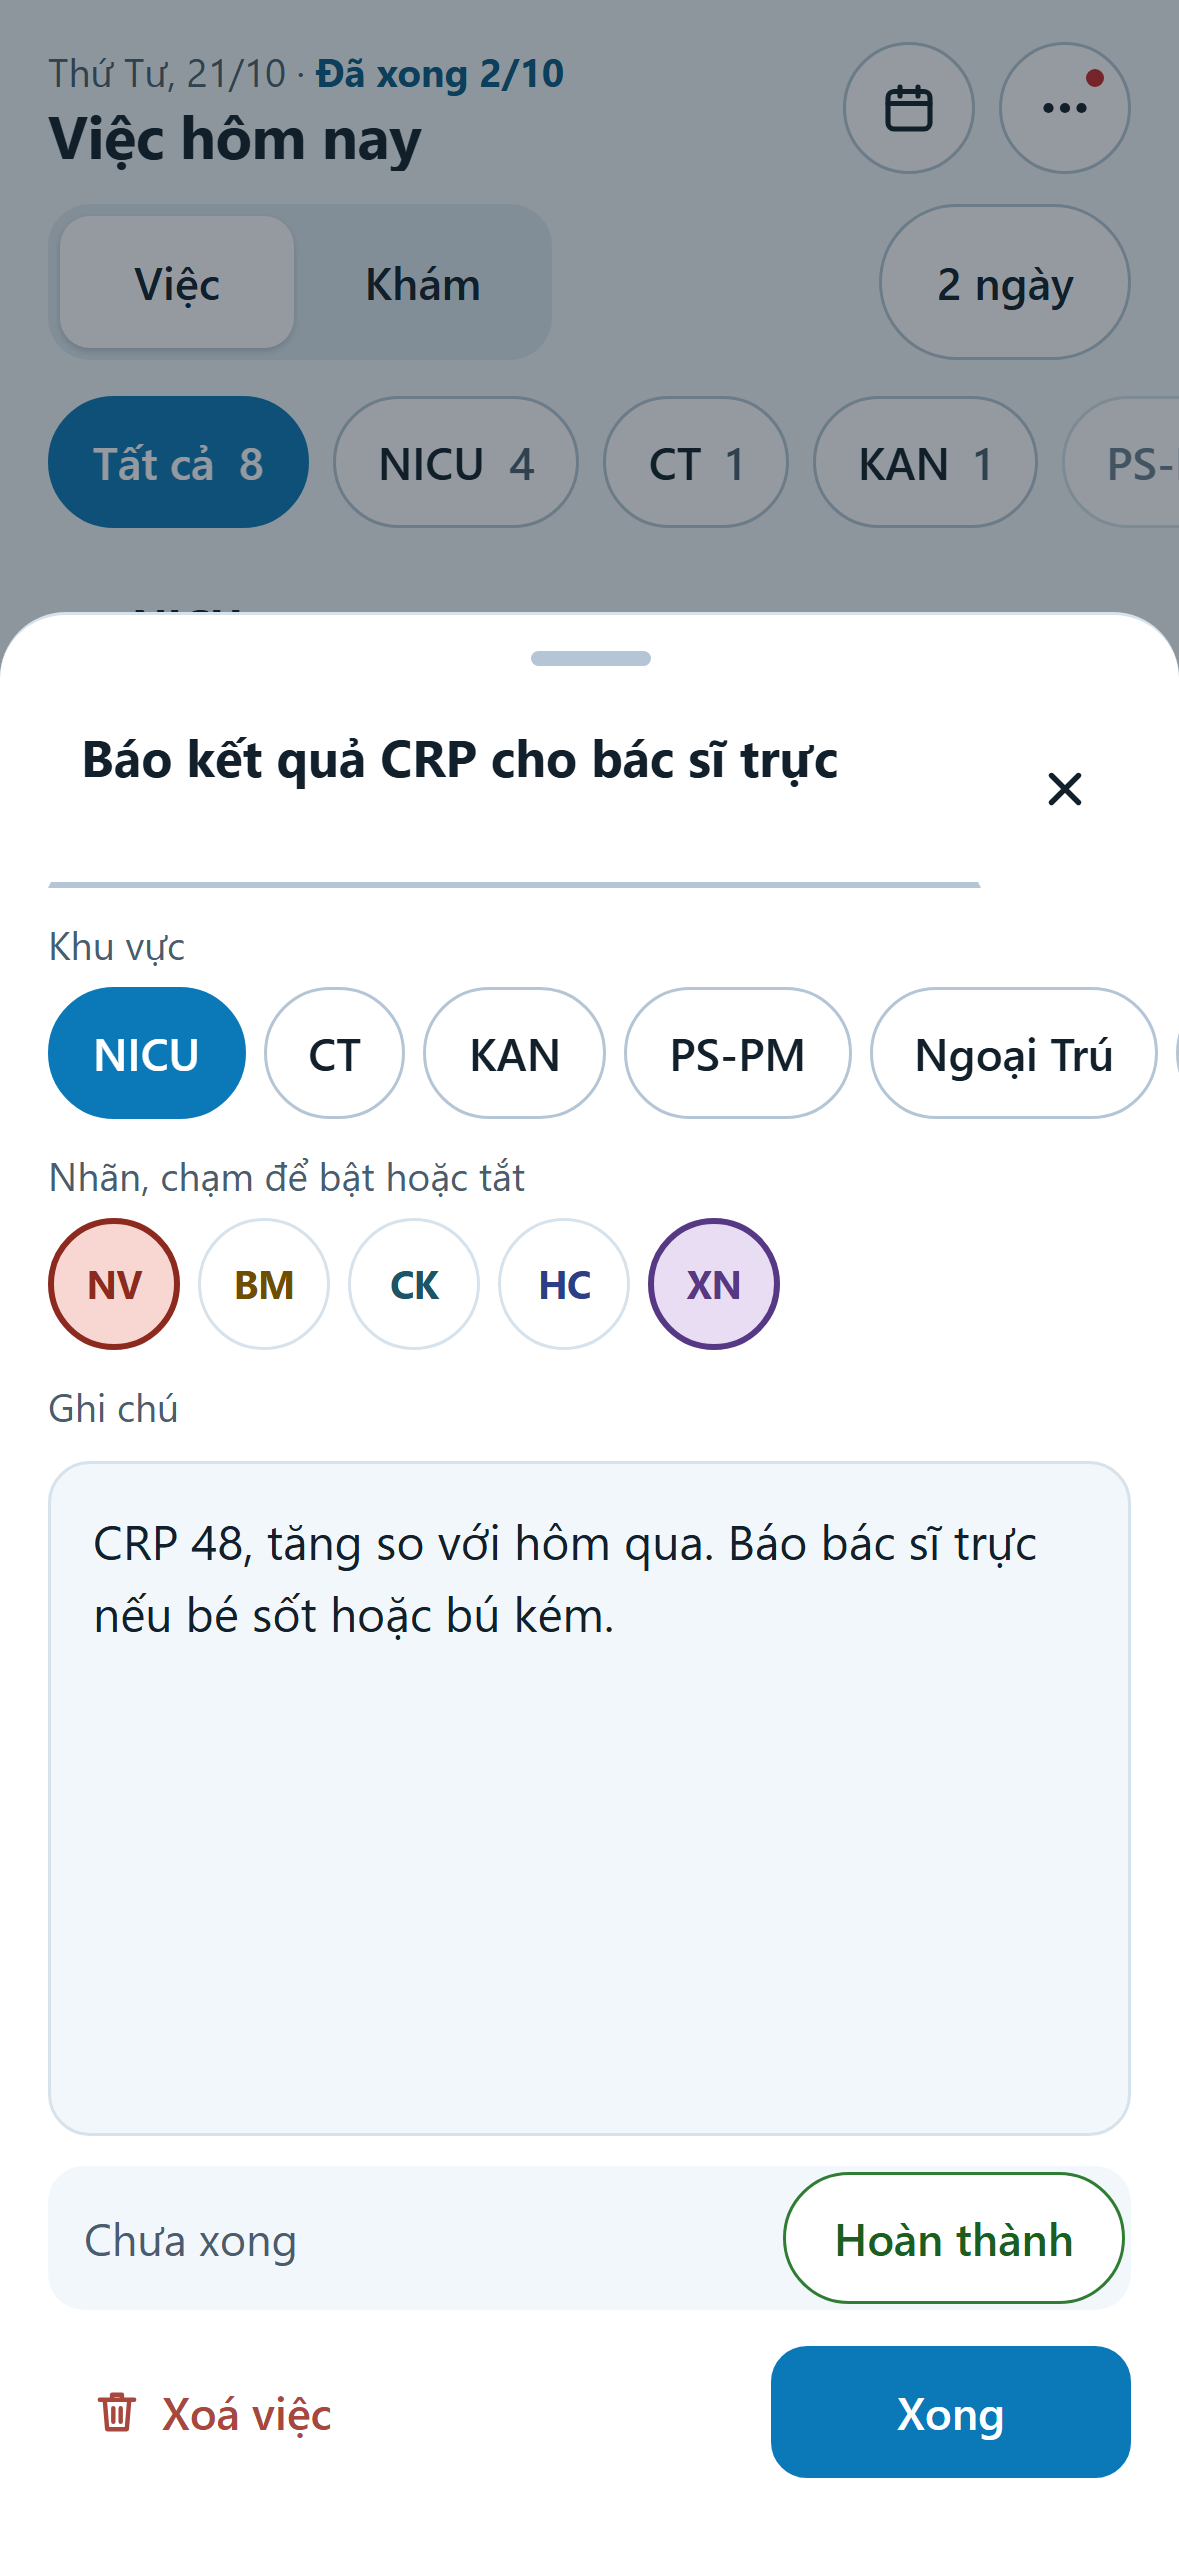 Thứ Tư, 21/10 · Đã xong 2/10
Việc hôm nay
Việc
Khám
2 ngày
Tất cả 8
NICU 4
CT 1
KAN 1
PS-
Báo kết quả CRP cho bác sĩ trực
Khu vực
NICU
CT
KAN
PS-PM
Ngoại Trú
Nhãn, chạm để bật hoặc tắt
NV
BM
CK
HC
XN
Ghi chú
CRP 48, tăng so với hôm qua. Báo bác sĩ trực
nếu bé sốt hoặc bú kém.
Chưa xong
Hoàn thành
Xoá việc
Xong